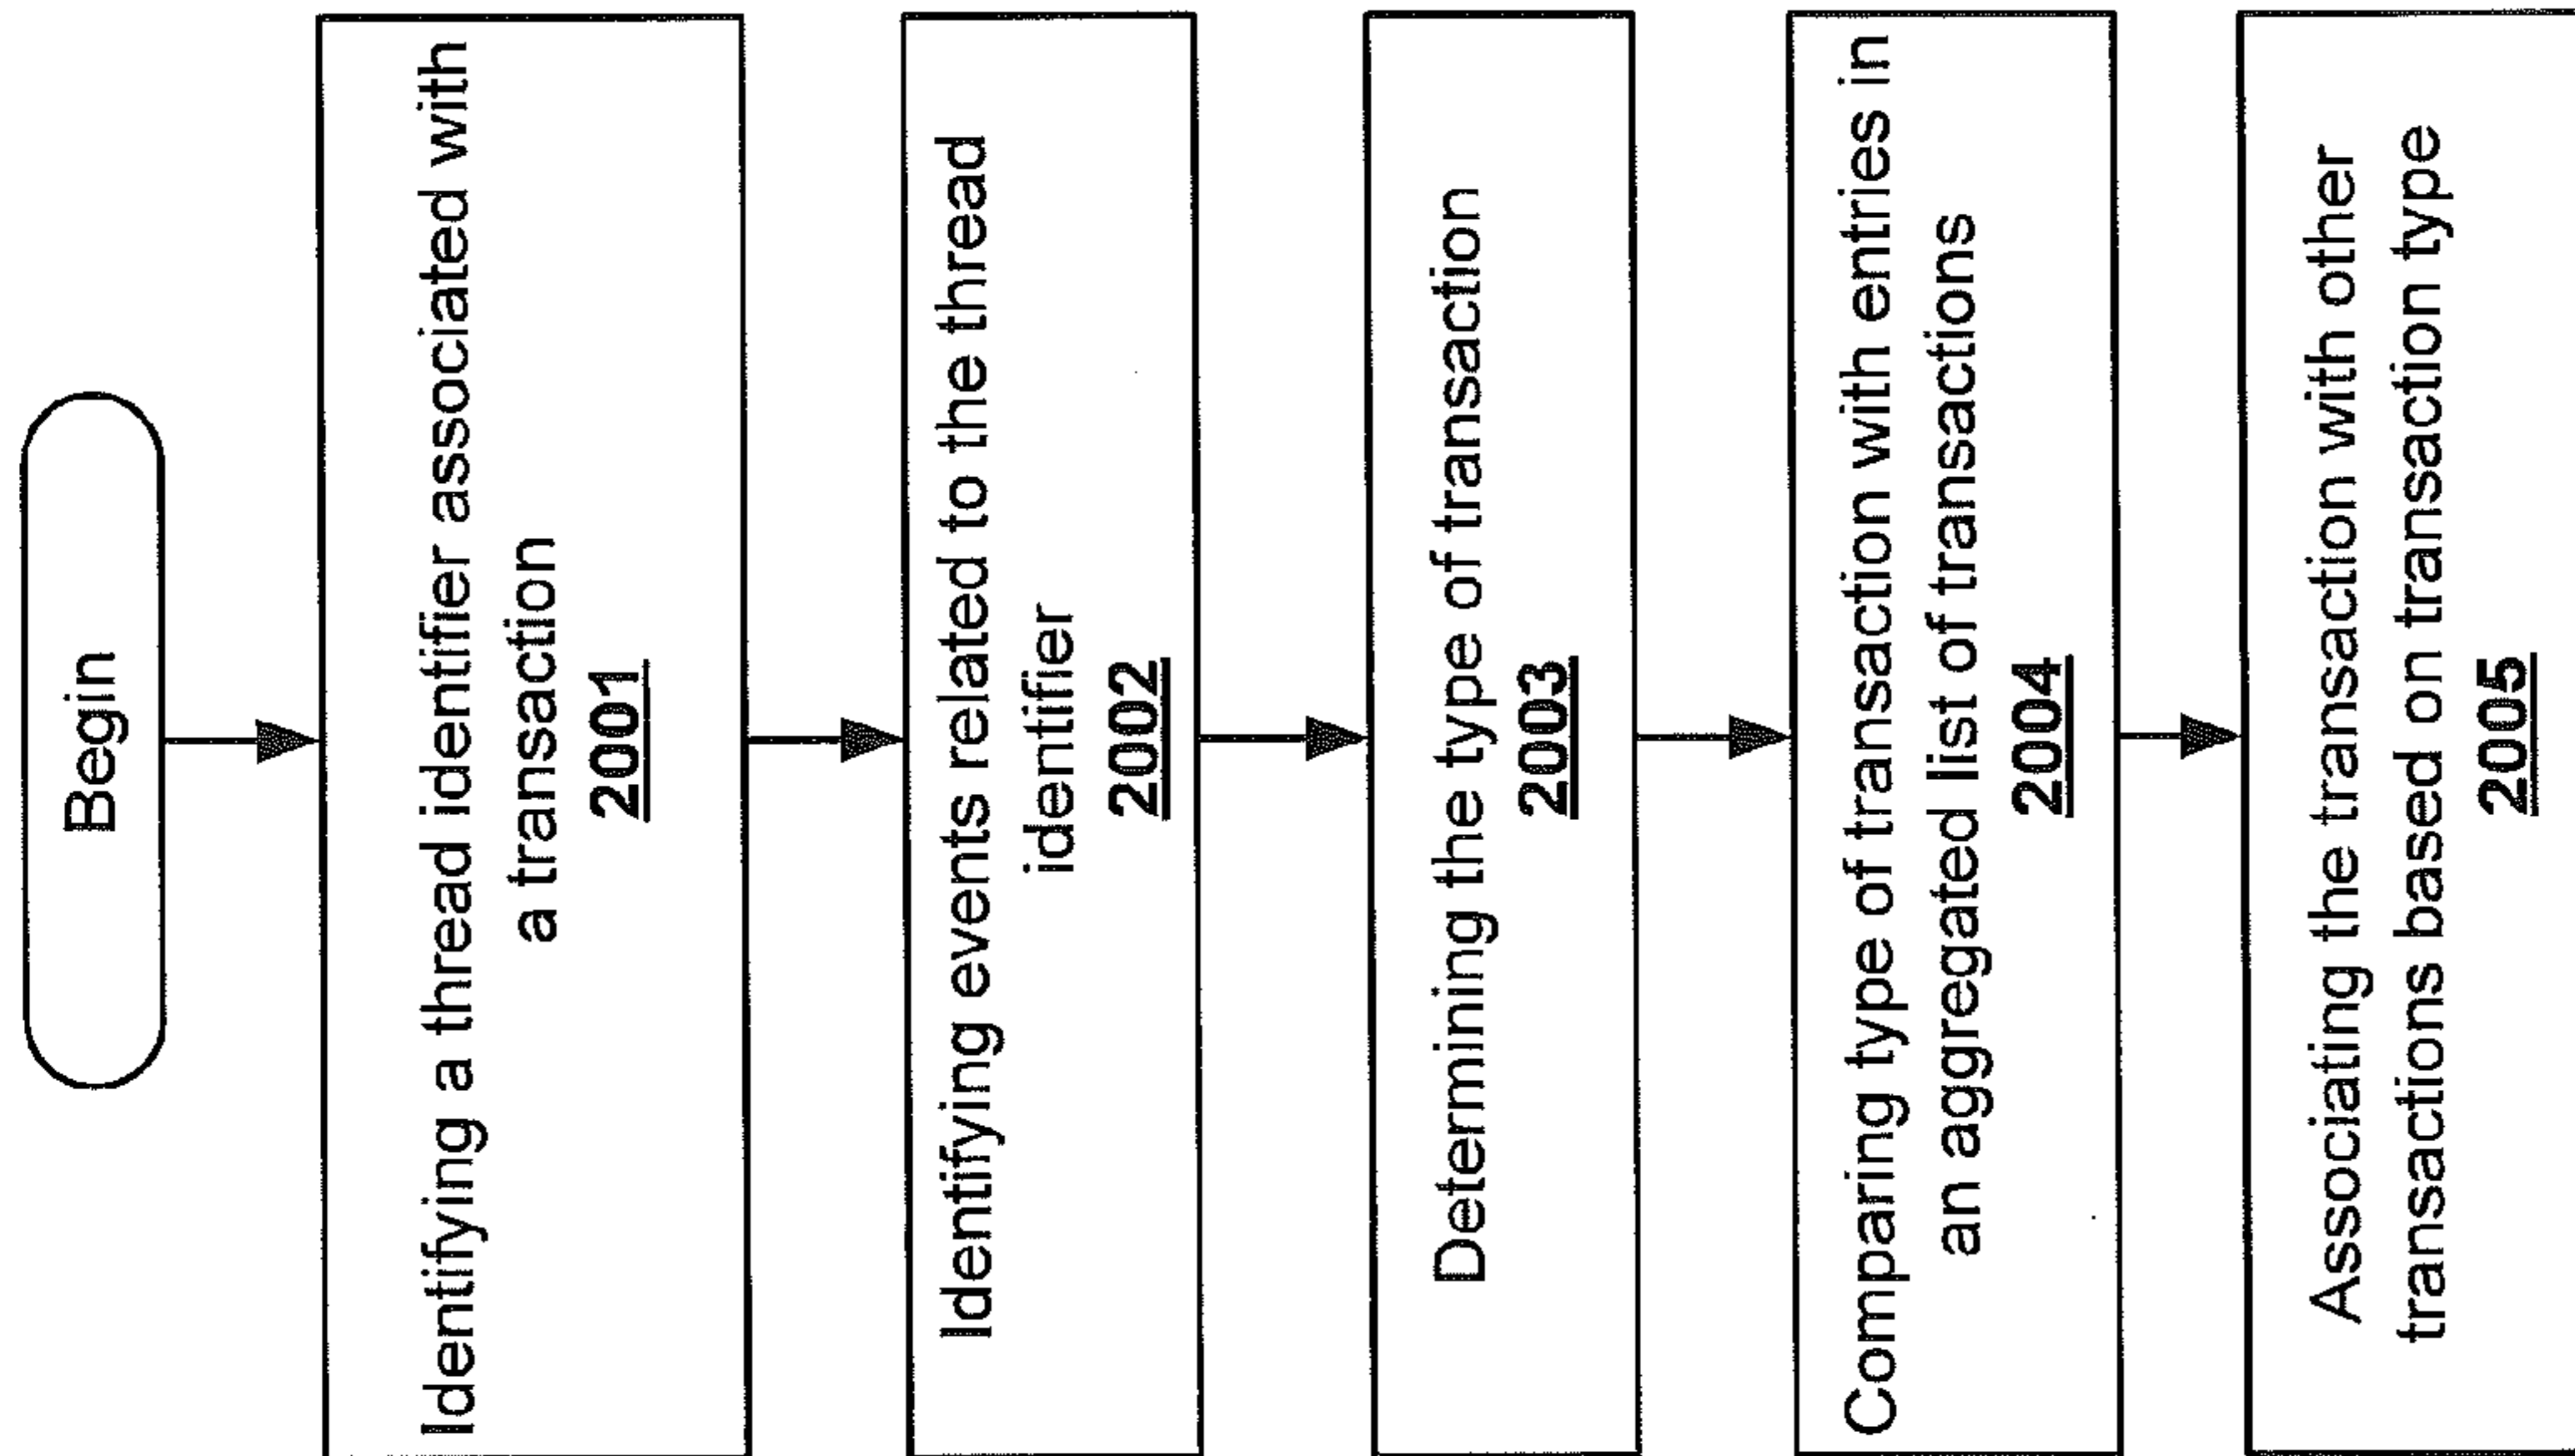 Begin
Identifying a thread identifier associated with
a transaction
2001
Identifying events related to the thread
identifier
2002
Determining the type of transaction
2003
Comparing type of transaction with entries in
an aggregated list of transactions
2004
Associating the transaction with other
transactions based on transaction type
2005